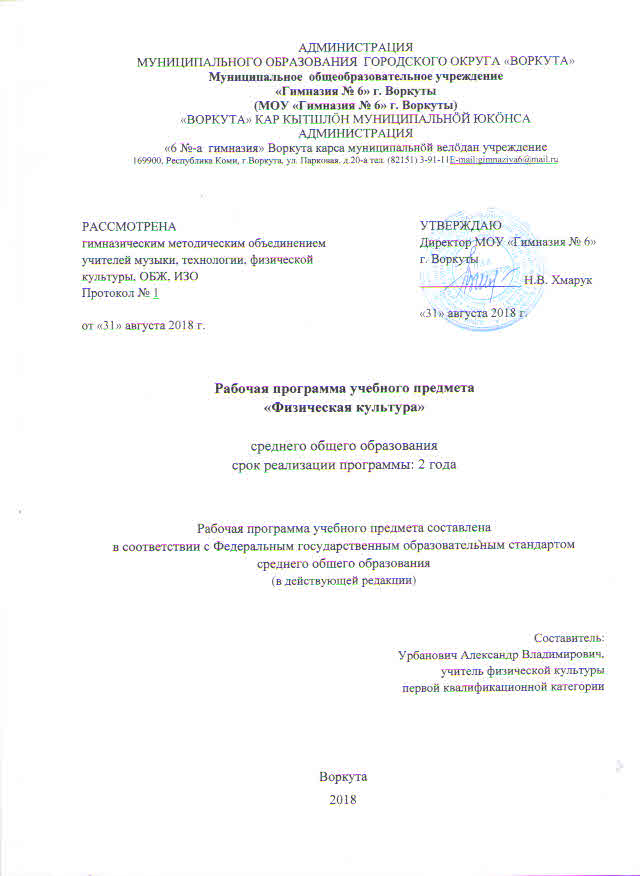 АДМИНИСТРАЦИЯ
МУНИЦИПАЛЬНОГО ОБРАЗОВАНИЯ ГОРОДСКОГО ОКРУГА «ВОРКУТА»
Муниципальное общеобразовательное учреждение
«Гимназия № 6» г. Воркуты
(МОУ «Гимназия № 6» г. Воркуты)
«ВОРКУТА» КАР КЫТШЛӦН МУНИЦИПАЛЬНӦЙ ЮКӦНСА
АДМИНИСТРАЦИЯ
«6 №-а гимназия» Воркута карса муниципальнӧй велӧдан учреждение
169900, Республика Коми, г.Воркута, ул. Парковая, д.20-а тел. (82151) 3-91-11E-mail:gimnaziya6@mail.ru
РАССМОТРЕНА
гимназическим методическим объединением
учителей музыки, технологии, физической
культуры, ОБЖ, ИЗО
Протокол № 1
от «31» августа 2018 г.
УТВЕРЖДАЮ
Директор МОУ «Гимназия № 6»
г. Воркуты
Н.В. Хмарук
«31» августа 2018 г.
Рабочая программа учебного предмета
«Физическая культура»
среднего общего образования
срок реализации программы: 2 года
Рабочая программа учебного предмета составлена
в соответствии с Федеральным государственным образовательным стандартом
среднего общего образования
(в действующей редакции)
Составитель:
Урбанович Александр Владимирович,
учитель физической культуры
первой квалификационной категории
Воркута
2018